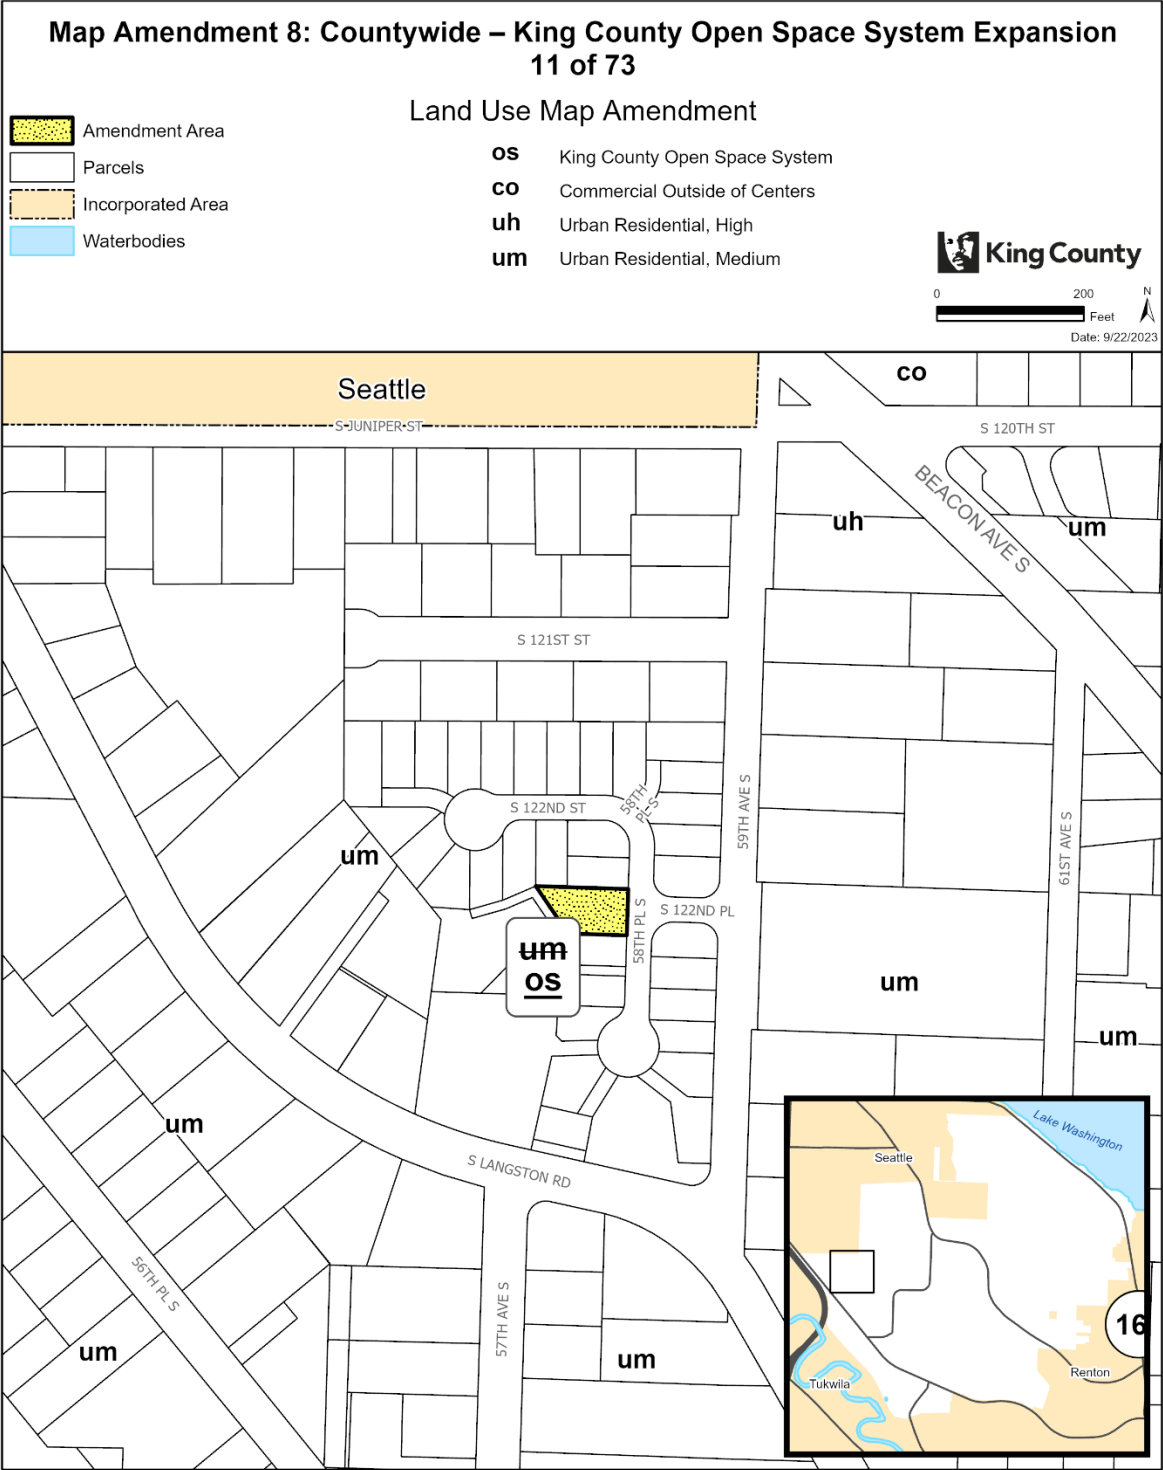 Map Amendment 8: Countywide – King County Open Space System Expansion
11 of 73
Land Use Map Amendment
Amendment Area
Parcels
Incorporated Area
Waterbodies
os King County Open Space System
co Commercial Outside of Centers
uh Urban Residential, High
um Urban Residential, Medium
King County
0 200
Feet
N
Date: 9/22/2023
Seattle
S JUNIPER ST
co
S 120TH ST
BEACON AVE S
uh
um
S 121ST ST
S 122ND ST
58TH PL S
59TH AVE S
61ST AVE S
um
S 122ND PL
58TH PL S
um
os
um
um
um
S LANGSTON RD
56TH PL S
57TH AVE S
um
um
Lake Washington
Seattle
16
Renton
Tukwila